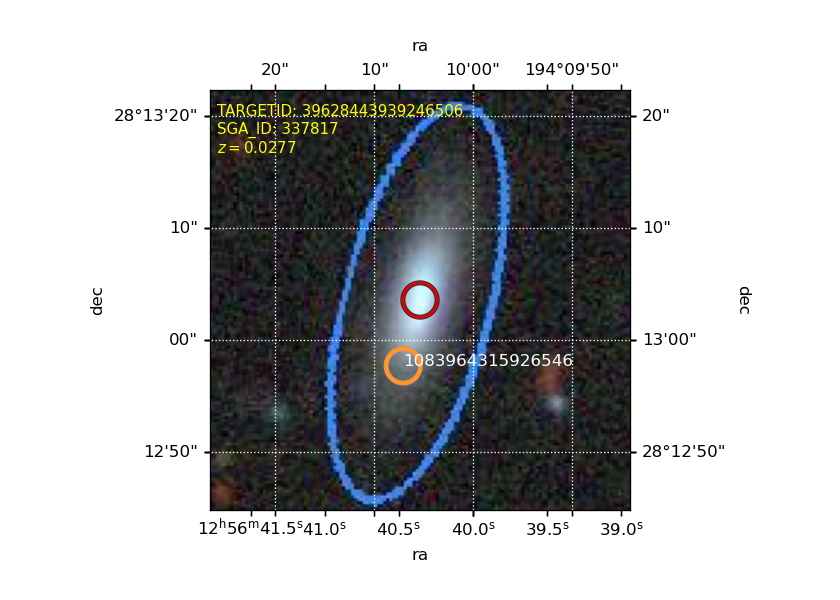 ra
20" 10" 10'00" 194°09'50"
28°13'20" 20"
TARGETID: 39628443939246506
SGA_ID: 337817
z = 0.0277
10" 10"
dec dec
00" 13'00"
1083964315926546
12'50" 28°12'50"
12h56m41.5s 41.0s 40.5s 40.0s 39.5s 39.0s
ra